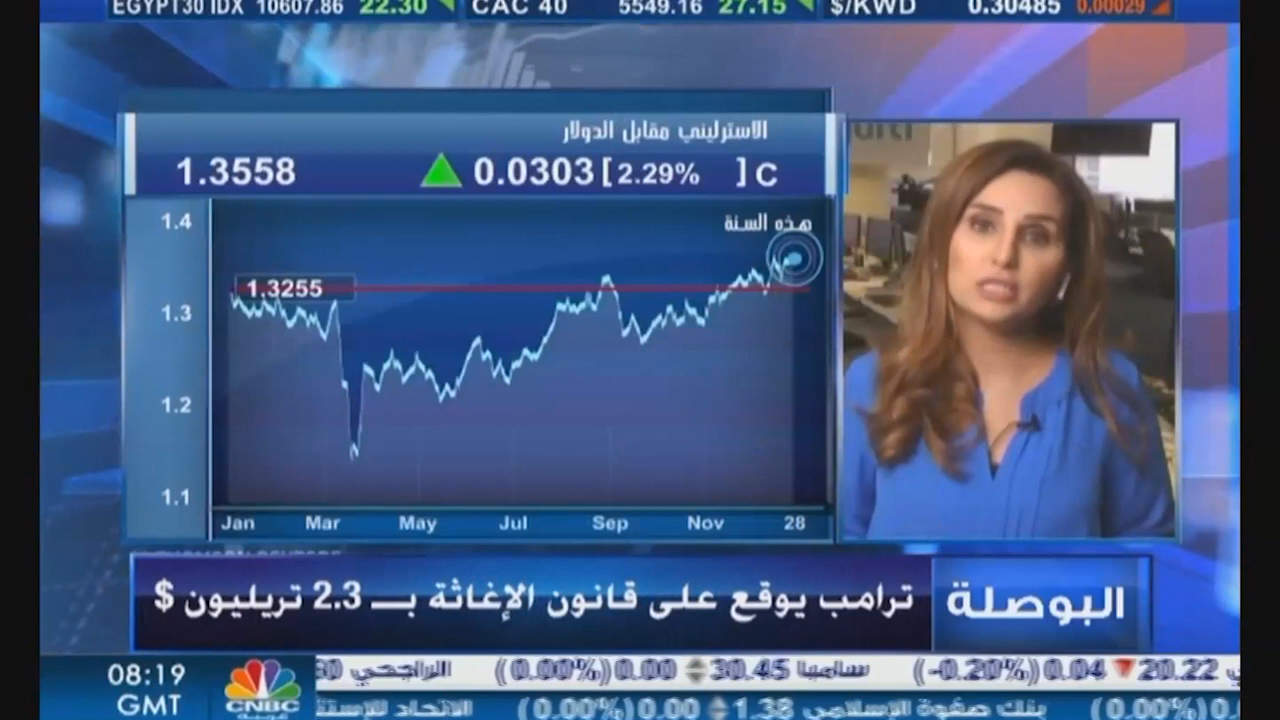 EGYPT30 IDX 10607.86 22.30 CAC 40 5549.16 27.15 $/KWD 0.30485 0.00029
الاسترليني مقابل الدولار
1.3558 0.0303 [2.29% ] C
هذه السنة
1.4
1.3255
1.3
1.2
1.1
Jan Mar May Jul Sep Nov 28
البوصلة
ترامب يوقع على قانون الإغاثة بـ 2.3 تريليون $
08:19
GMT
CNBC
عربية
20.22 0.04 (-0.20%) سامبا 30.45 0.00 (0.00%) الراجحي
بنك صفوة الإسلامي 1.38 0.00 (0.00%)